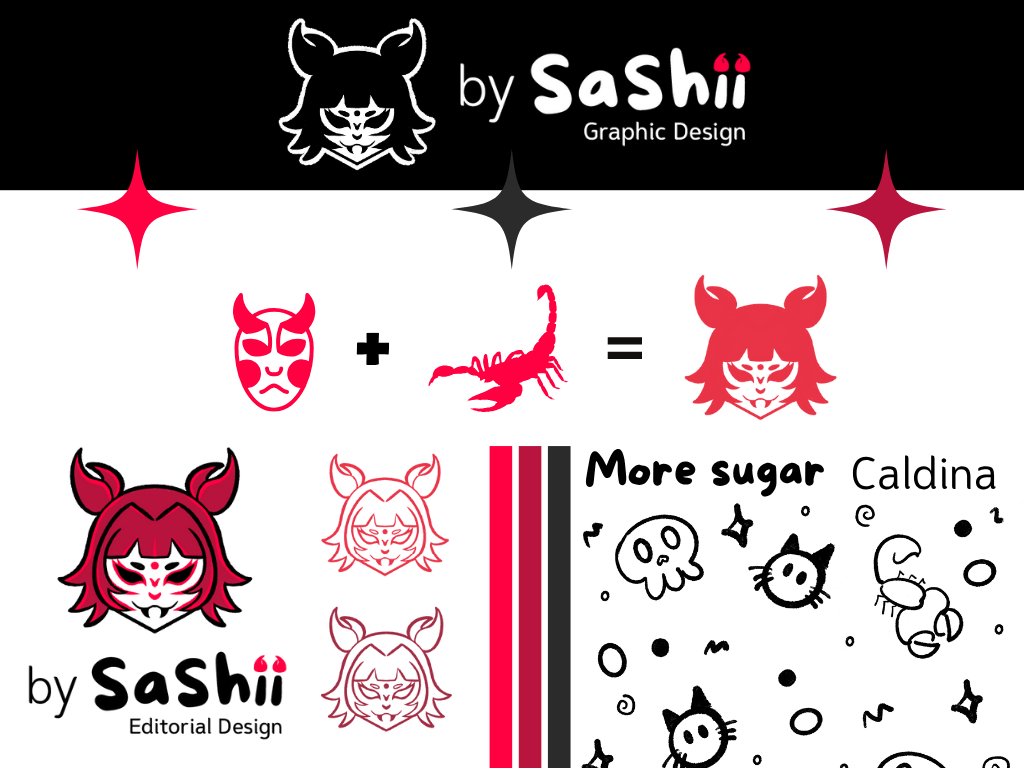 by Sashii
Graphic Design
More sugar
Caldina
by Sashii
Editorial Design